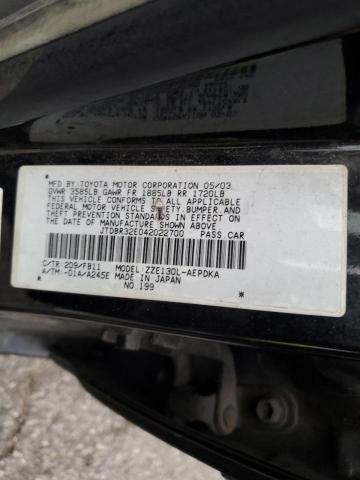 MFD BY TOYOTA MOTOR CORPORATION 05/03
GVWR 3585LB GAWR FR 1885LB RR 1720LB
THIS VEHICLE CONFORMS TO ALL APPLICABLE
FEDERAL MOTOR VEHICLE SAFETY, BUMPER, AND
THEFT PREVENTION STANDARDS IN EFFECT ON
THE DATE OF MANUFACTURE SHOWN ABOVE.
JTDBR32E042022700 PASS.CAR
C/TR 209/FB11 MODEL: ZZE130L-AEPDKA
A/TM -01A/A245E MADE IN JAPAN
NO.199